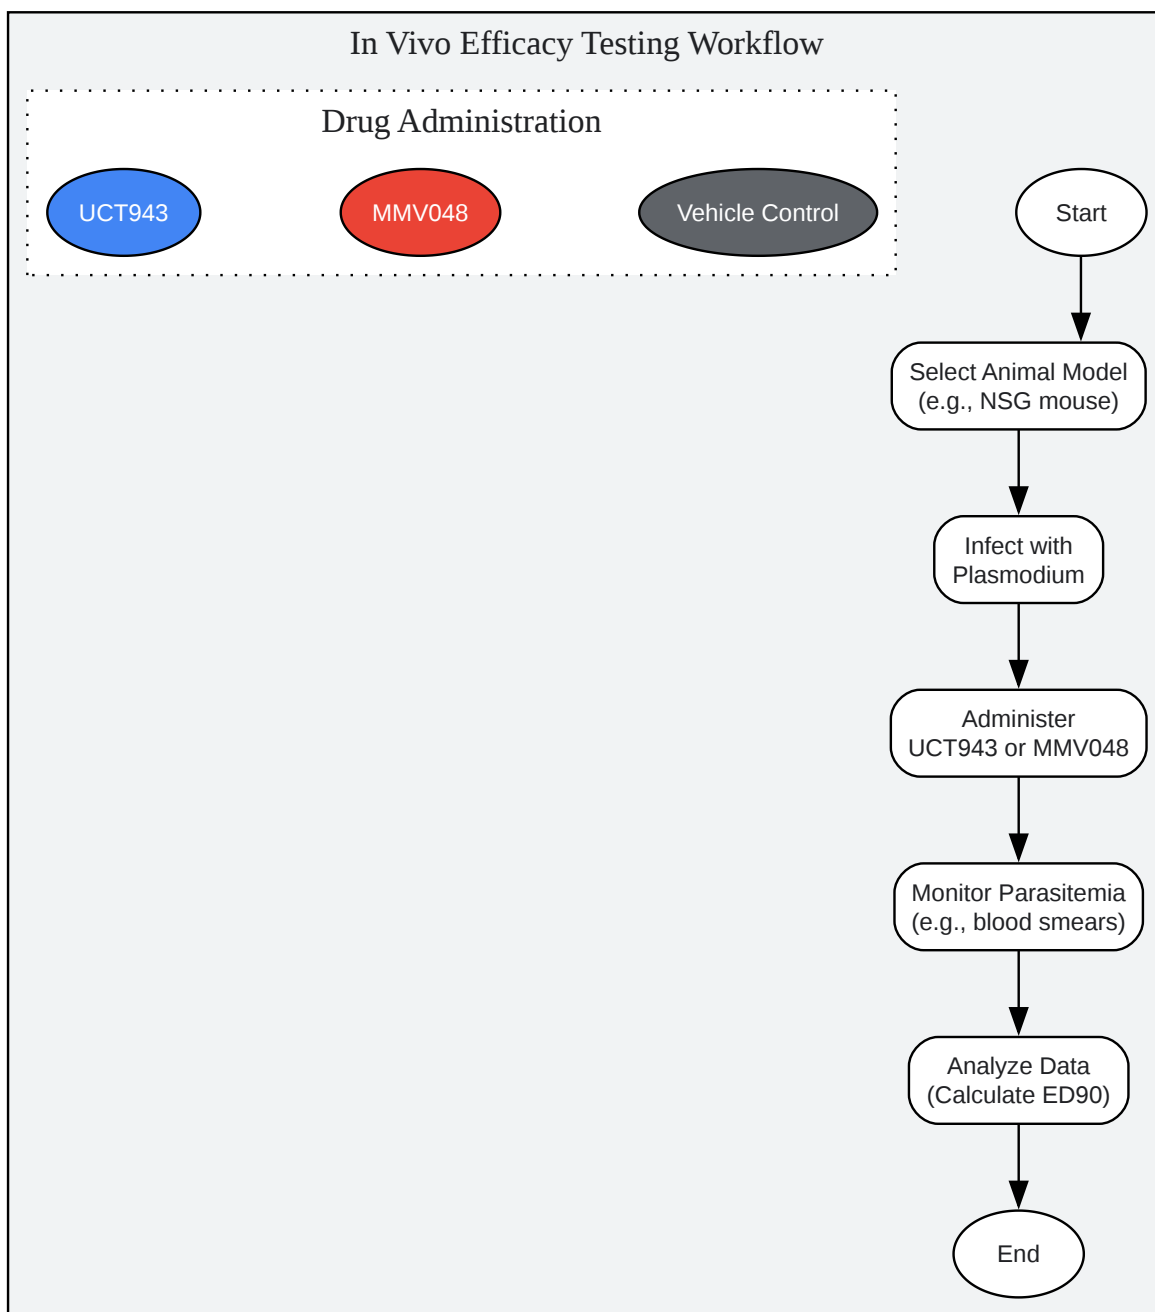 In Vivo Efficacy Testing Workflow
Drug Administration
UCT943
MMV048
Vehicle Control
Start
Select Animal Model
(e.g., NSG mouse)
Infect with
Plasmodium
Administer
UCT943 or MMV048
Monitor Parasitemia
(e.g., blood smears)
Analyze Data
(Calculate ED90)
End